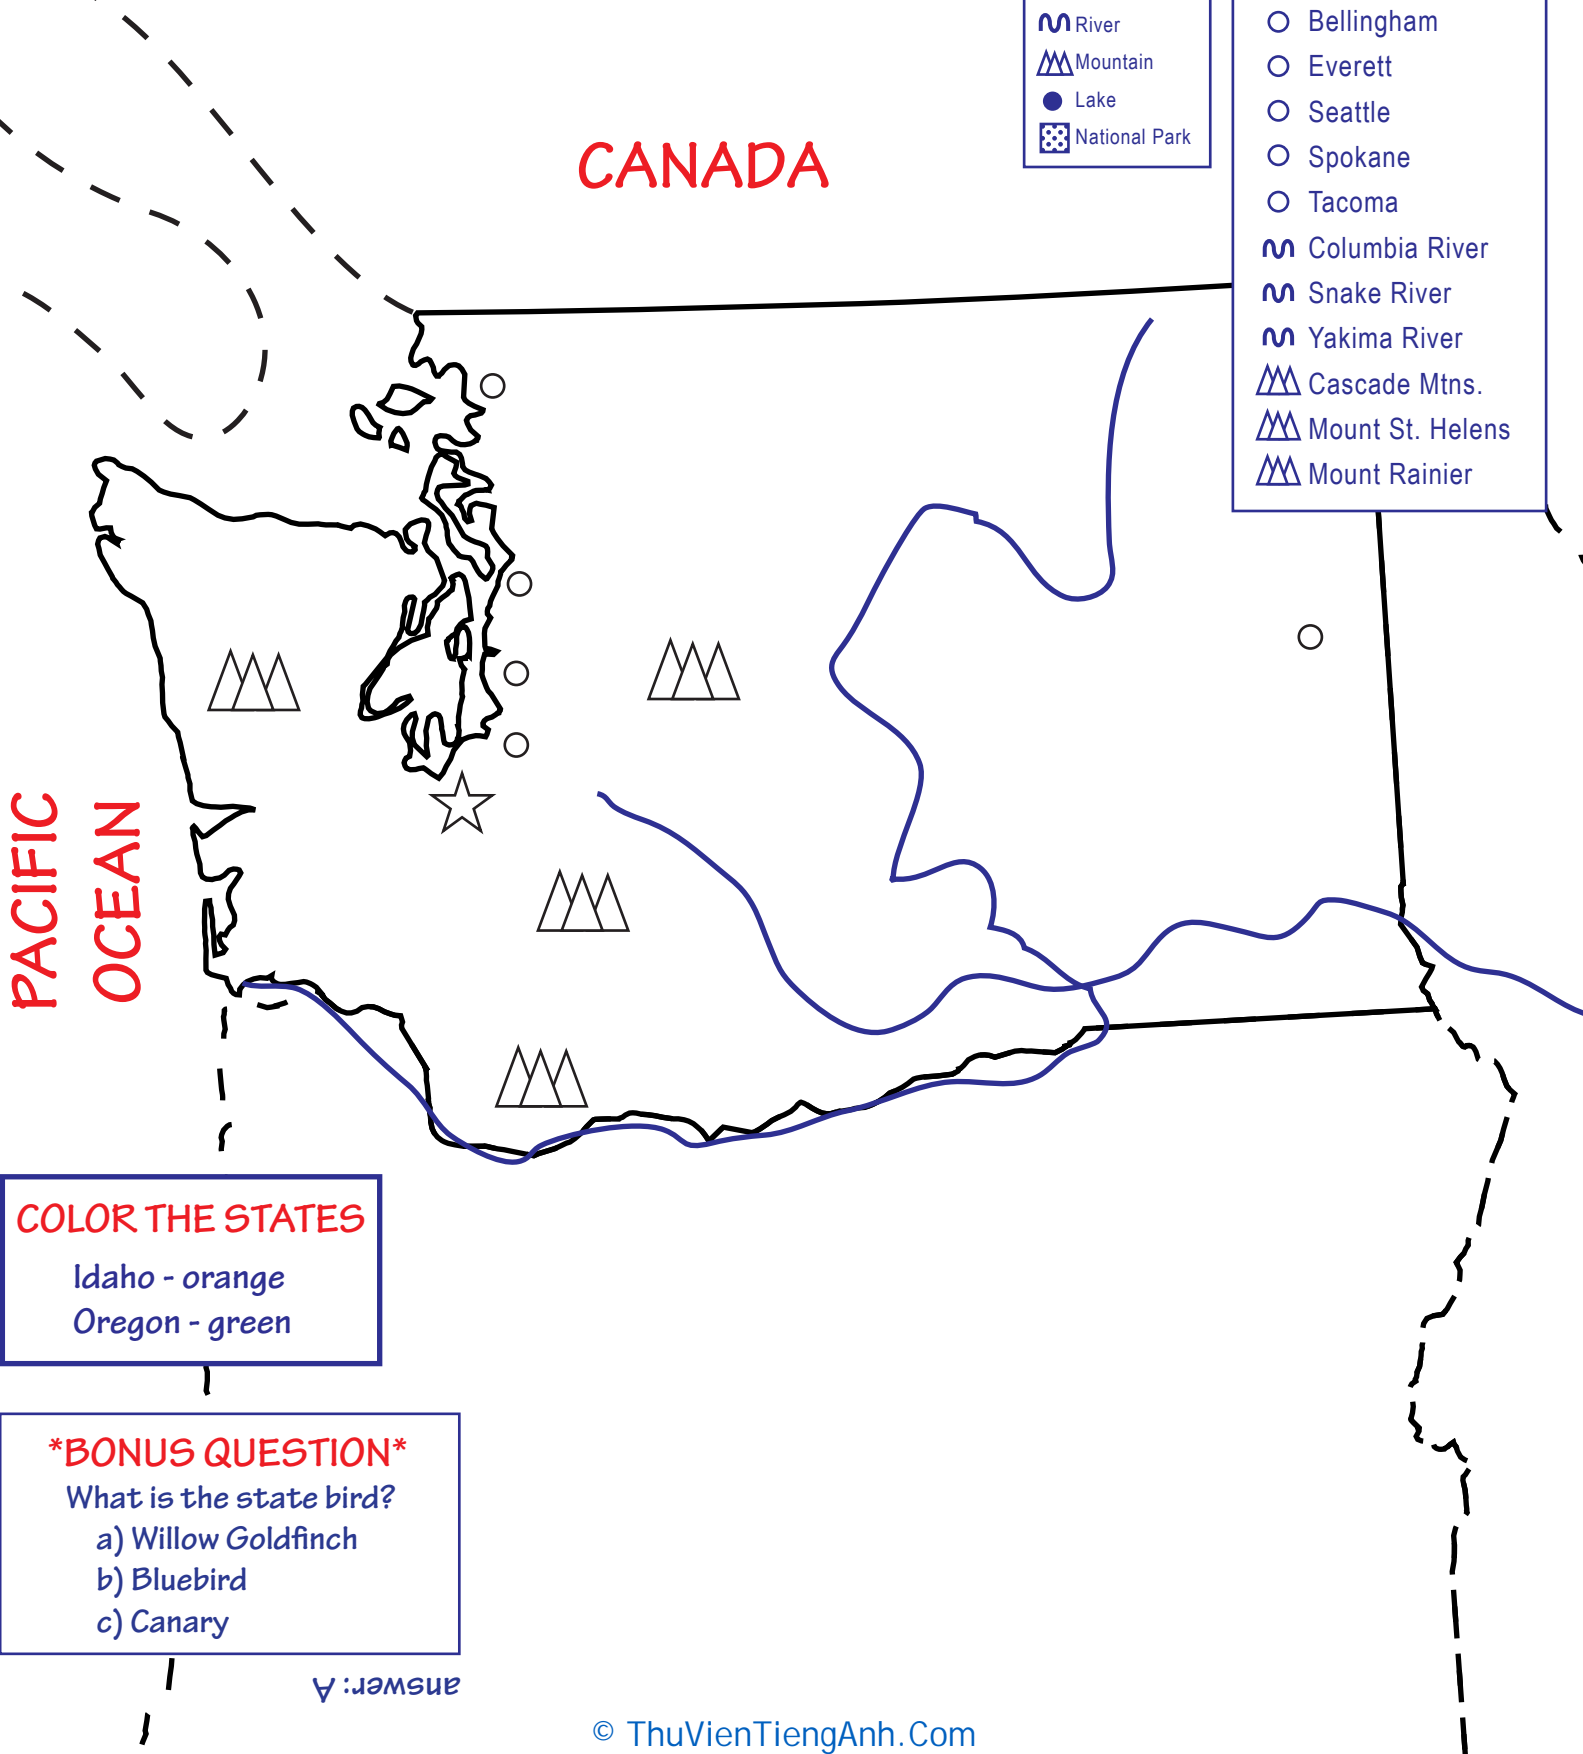 River
Mountain
Lake
National Park
Bellingham
Everett
Seattle
Spokane
Tacoma
Columbia River
Snake River
Yakima River
Cascade Mtns.
Mount St. Helens
Mount Rainier
CANADA
PACIFIC
OCEAN
COLOR THE STATES
Idaho - orange
Oregon - green
*BONUS QUESTION*
What is the state bird?
a) Willow Goldfinch
b) Bluebird
c) Canary
answer: A
© ThuVienTiengAnh.Com